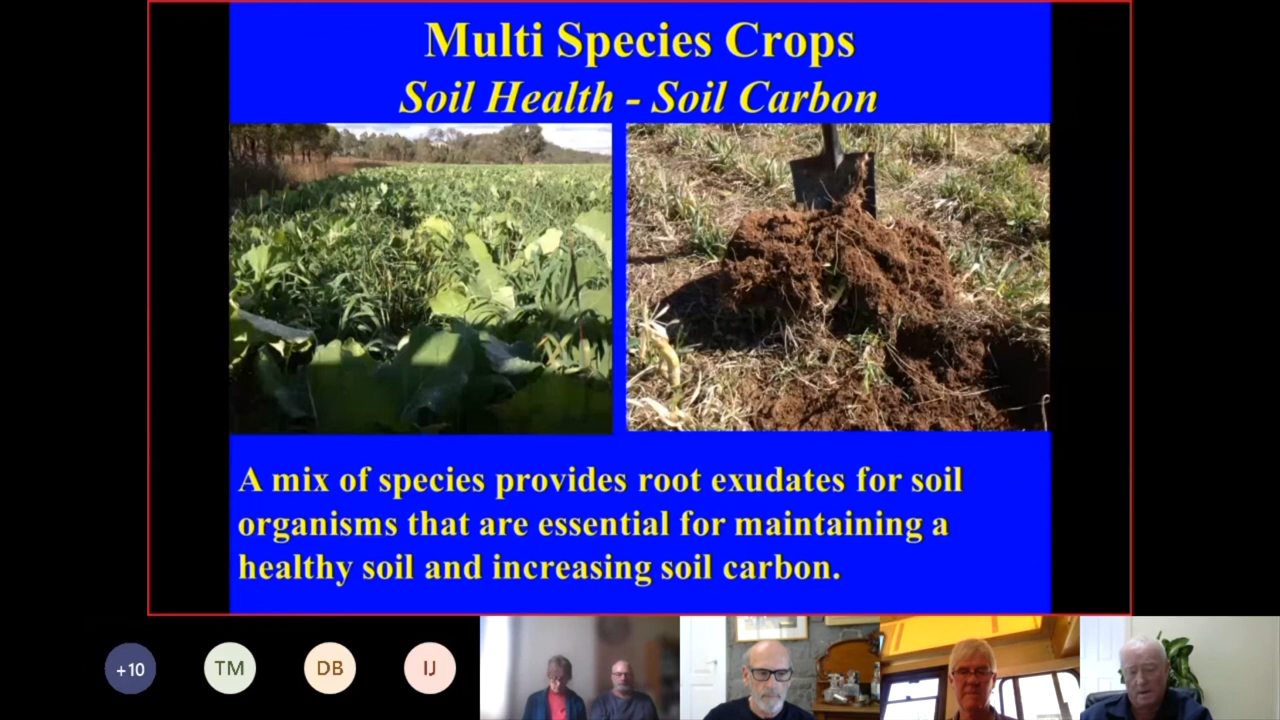 Multi Species Crops
Soil Health - Soil Carbon
A mix of species provides root exudates for soil
organisms that are essential for maintaining a
healthy soil and increasing soil carbon.
+10
TM
DB
IJ